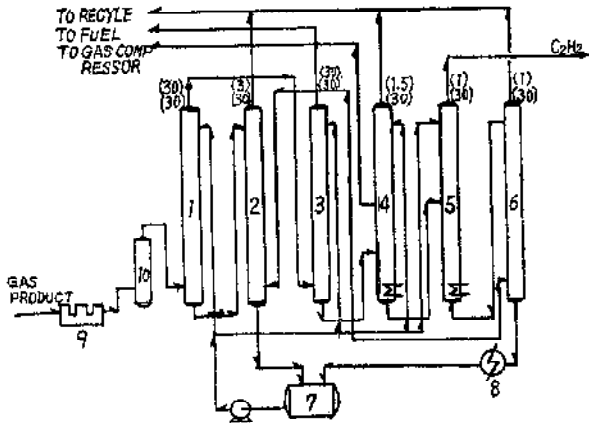 TO RECYLE
TO FUEL
TO GAS COMP
RESSOR
C₂H₂
(30) (3) (30) (1.5) (1) (1)
(30) (30) (30) (30) (30) (30)
1 2 3 4 5 6
10
GAS
PRODUCT
9
7
8